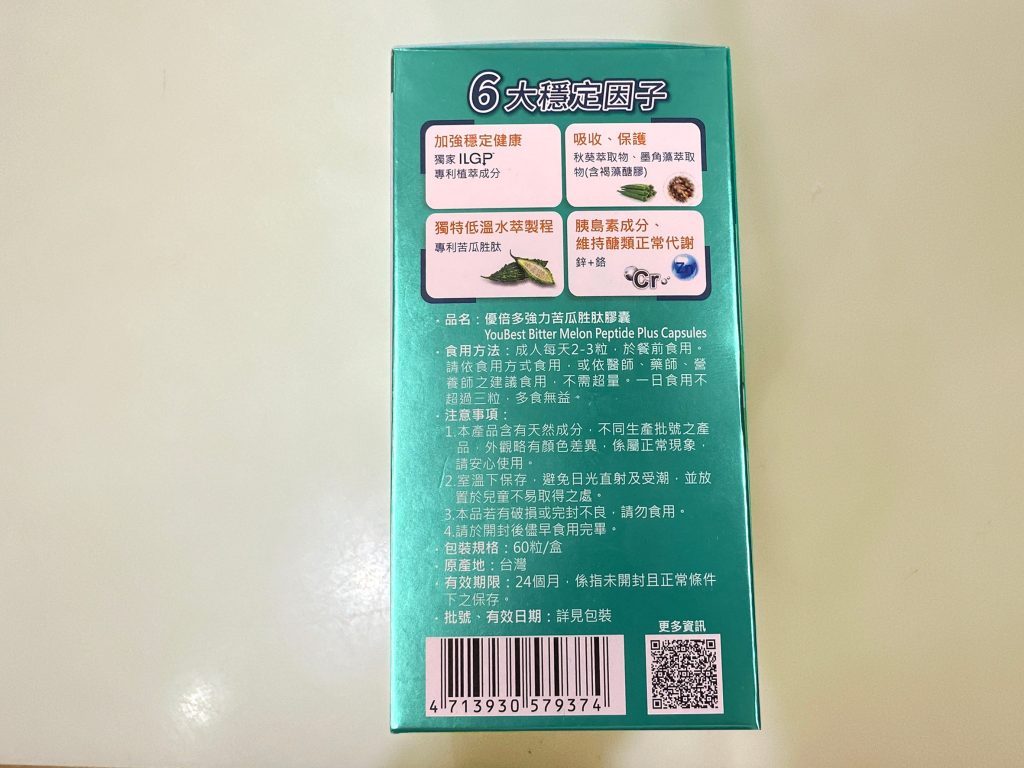 6大穩定因子
加強穩定健康
獨家 ILGP
專利植萃成分
吸收、保護
秋葵萃取物、墨角藻萃取
物(含褐藻醣膠)
獨特低溫水萃製程
專利苦瓜胜肽
胰島素成分、
維持醣類正常代謝
鋅+鉻
Cr
Zn
·品名：優倍多強力苦瓜胜肽膠囊
YouBest Bitter Melon Peptide Plus Capsules
·食用方法：成人每天2-3粒，於餐前食用。
請依食用方式食用，或依醫師、藥師、營
養師之建議食用，不需超量。一日食用不
超過三粒，多食無益。
·注意事項：
1.本產品含有天然成分，不同生產批號之產
品，外觀略有顏色差異，係屬正常現象，
請安心使用。
2.室溫下保存，避免日光直射及受潮，並放
置於兒童不易取得之處。
3.本品若有破損或完封不良，請勿食用。
4.請於開封後儘早食用完畢。
·包裝規格：60粒/盒
·原產地：台灣
·有效期限：24個月，係指未開封且正常條件
下之保存。
·批號、有效日期：詳見包裝
更多資訊
4 713930 579374